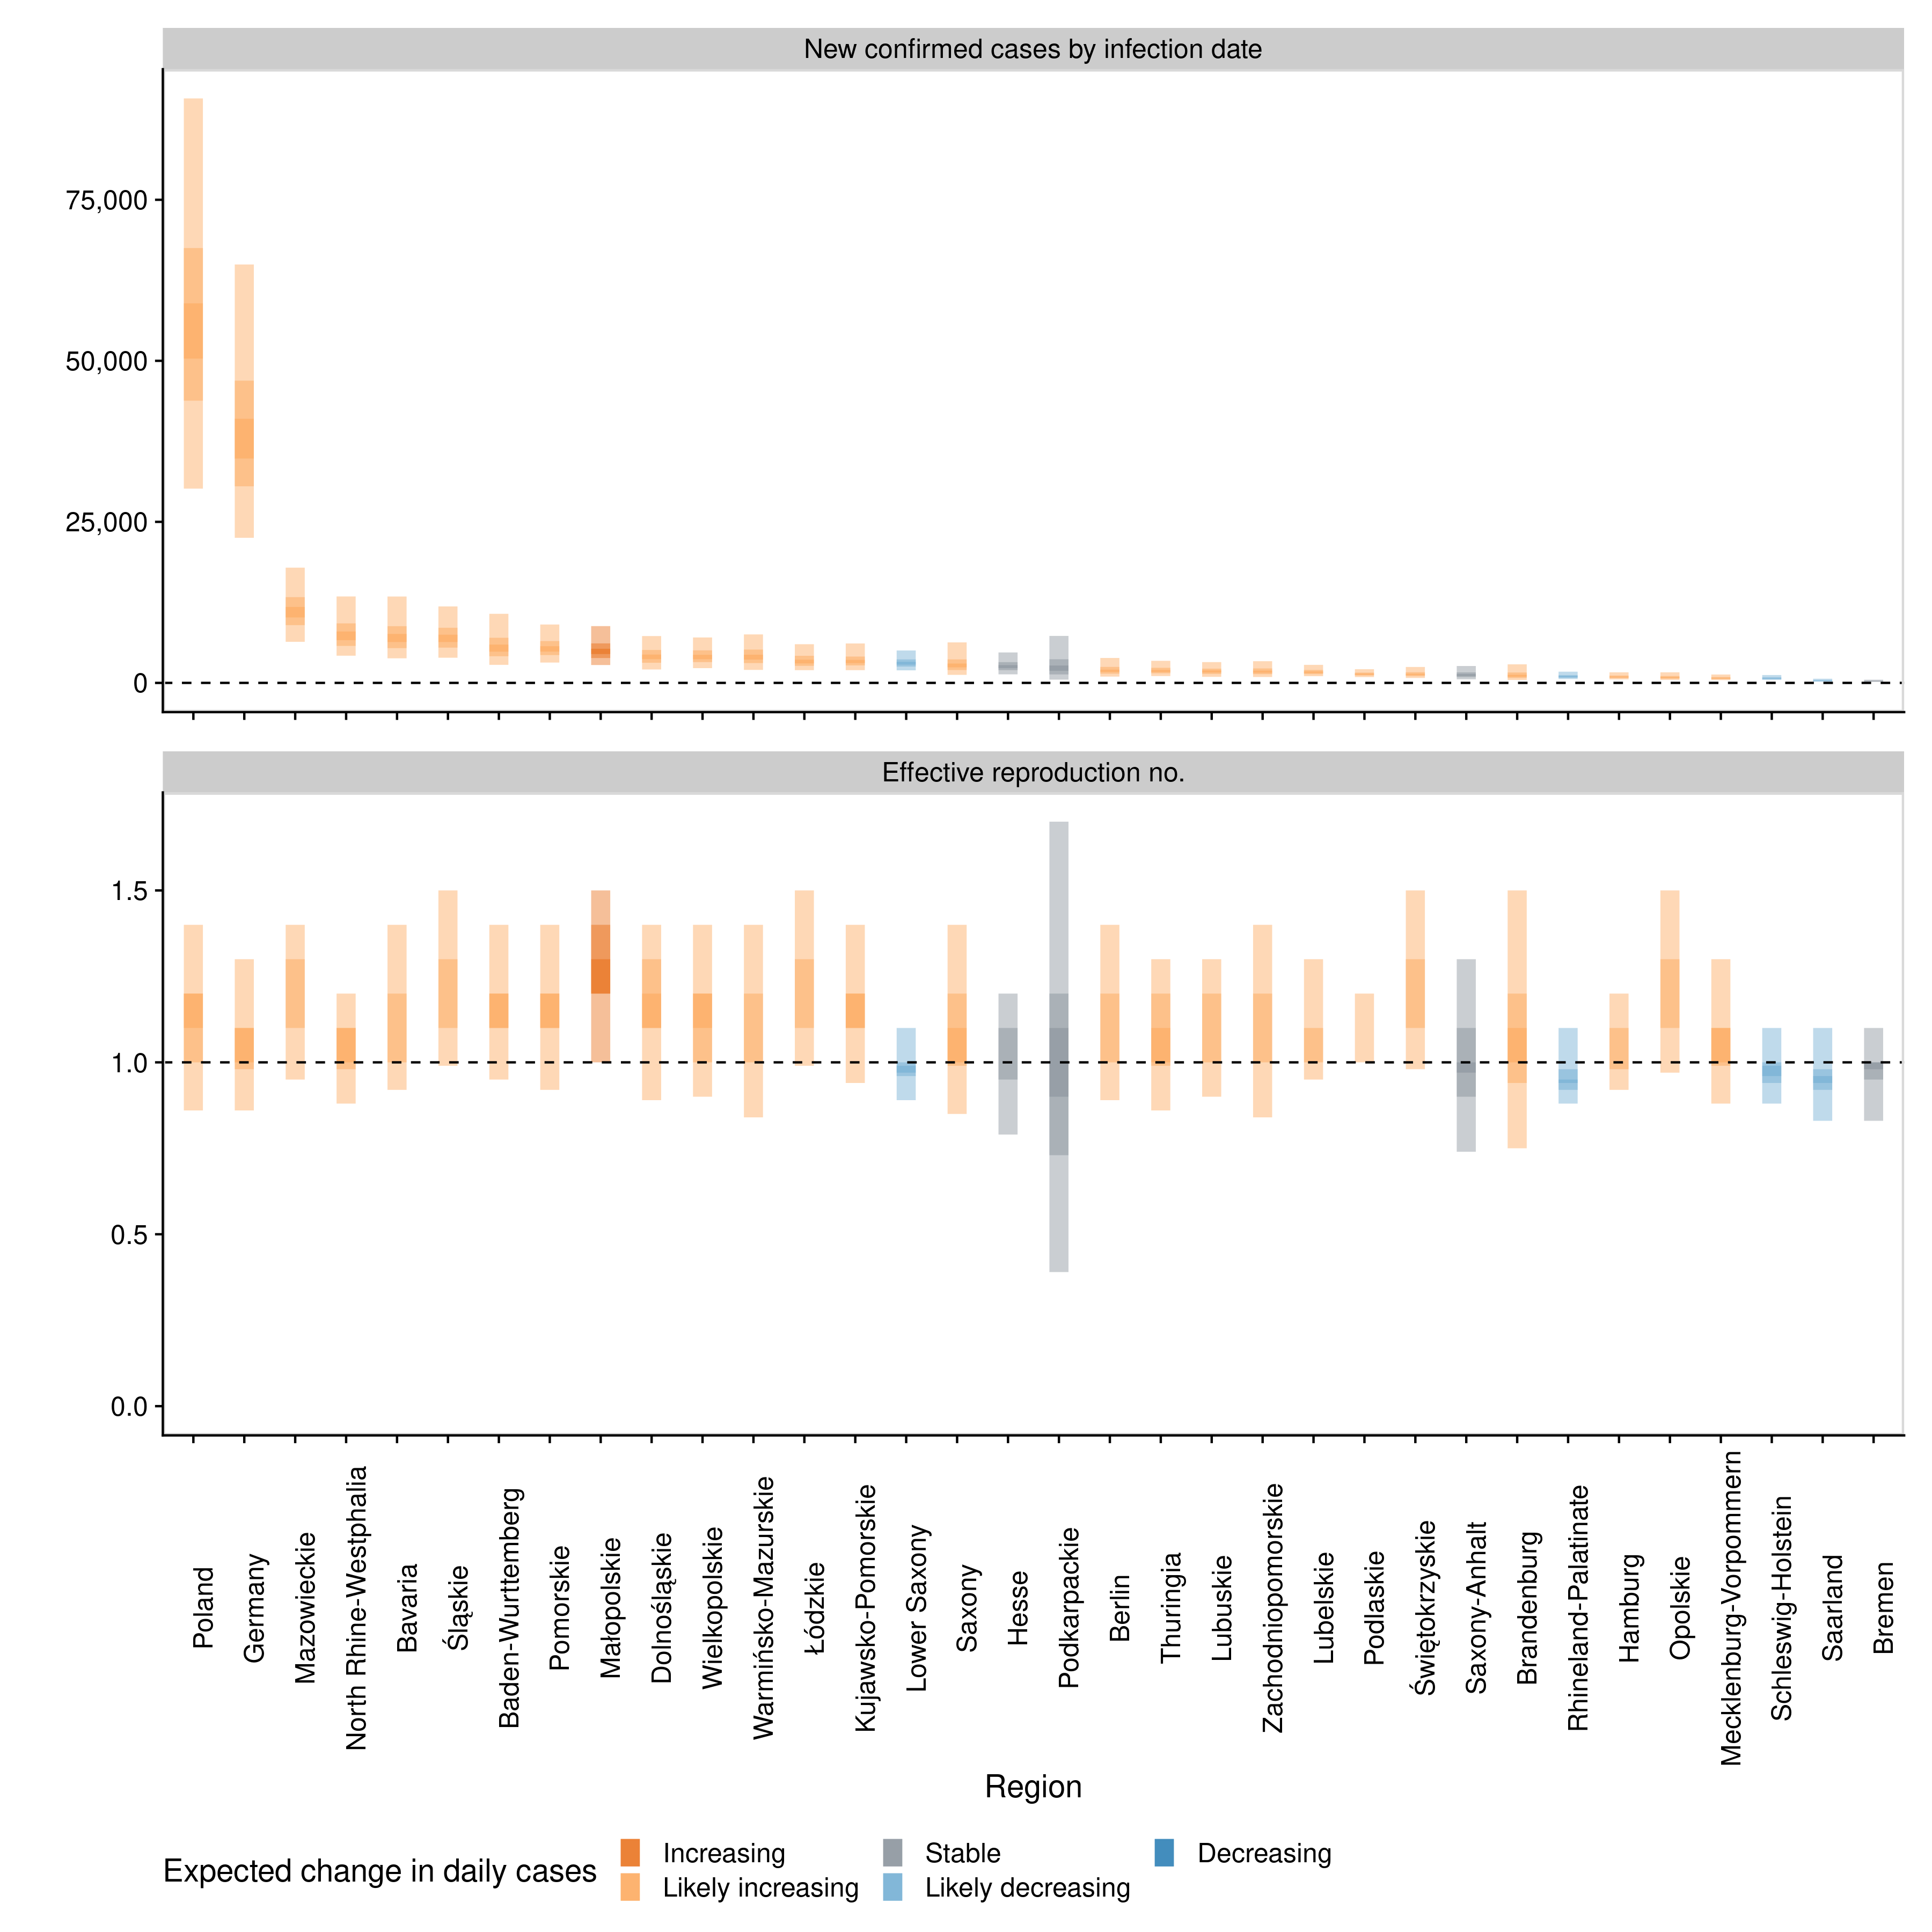 New confirmed cases by infection date
75,000
50,000
25,000
0
Effective reproduction no.
1.5
1.0
0.5
0.0
Poland
Germany
Mazowieckie
North Rhine-Westphalia
Bavaria
Śląskie
Baden-Wurttemberg
Pomorskie
Małopolskie
Dolnośląskie
Wielkopolskie
Warmińsko-Mazurskie
Łódzkie
Kujawsko-Pomorskie
Lower Saxony
Saxony
Hesse
Podkarpackie
Berlin
Thuringia
Lubuskie
Zachodniopomorskie
Lubelskie
Podlaskie
Świętokrzyskie
Saxony-Anhalt
Brandenburg
Rhineland-Palatinate
Hamburg
Opolskie
Mecklenburg-Vorpommern
Schleswig-Holstein
Saarland
Bremen
Region
Expected change in daily cases
Increasing
Likely increasing
Stable
Likely decreasing
Decreasing